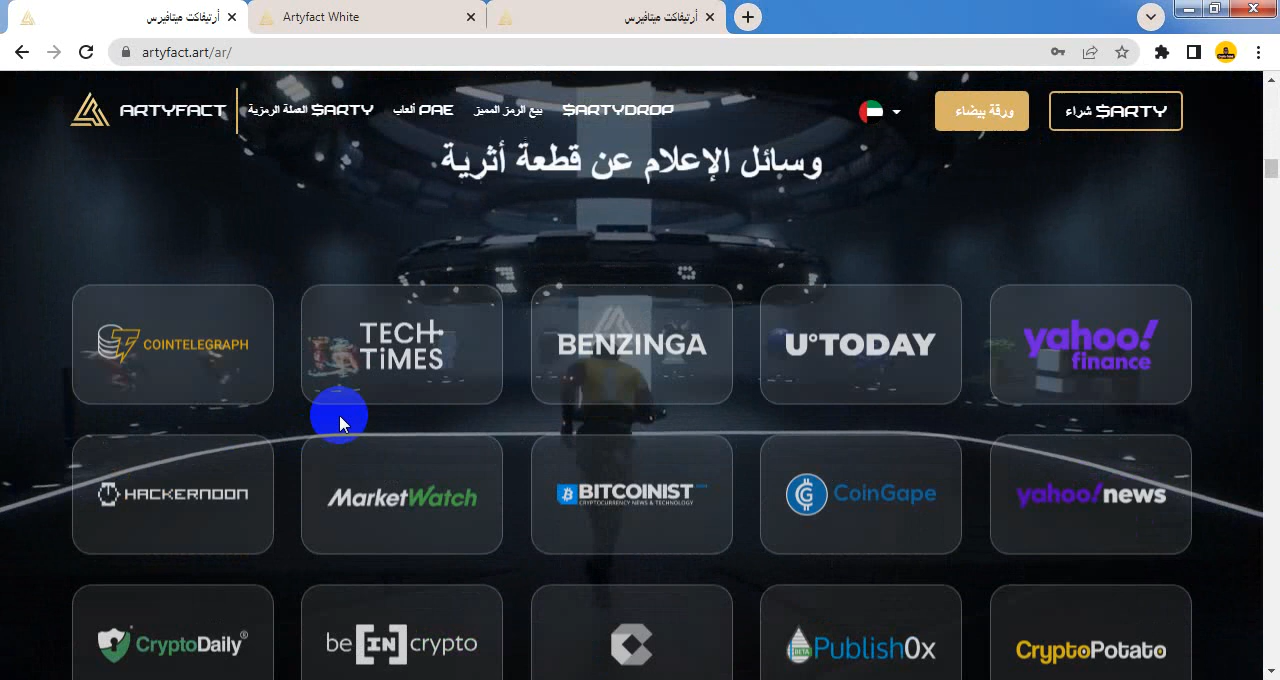 أرتيفاكت ميتافيرس
Artyfact White
أرتيفاكت ميتافيرس
artyfact.art/ar/
ARTYFACT
العملة الرمزية $ARTY
ألعاب PAE
بيع الرمز المميز
$ARTYDROP
ورقة بيضاء
شراء $ARTY
وسائل الإعلام عن قطعة أثرية
COINTELEGRAPH
TECH TIMES
BENZINGA
U°TODAY
yahoo! finance
HACKERNOON
MarketWatch
BITCOINIST
CRYPTOCURRENCY NEWS & TECHNOLOGY
CoinGape
yahoo!news
CryptoDaily®
be[IN]crypto
BETA
Publish0x
CryptoPotato